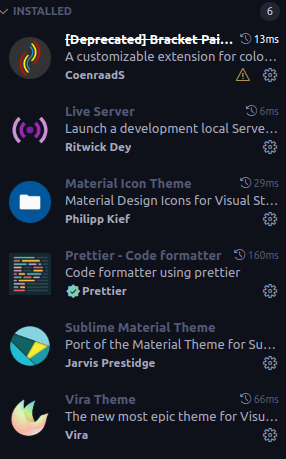 INSTALLED 6
[Deprecated] Bracket Pai... 13ms
A customizable extension for colo...
CoenraadS
Live Server 6ms
Launch a development local Serve...
Ritwick Dey
Material Icon Theme 29ms
Material Design Icons for Visual St...
Philipp Kief
Prettier - Code formatter 160ms
Code formatter using prettier
Prettier
Sublime Material Theme
Port of the Material Theme for Su...
Jarvis Prestidge
Vira Theme 66ms
The new most epic theme for Visu...
Vira